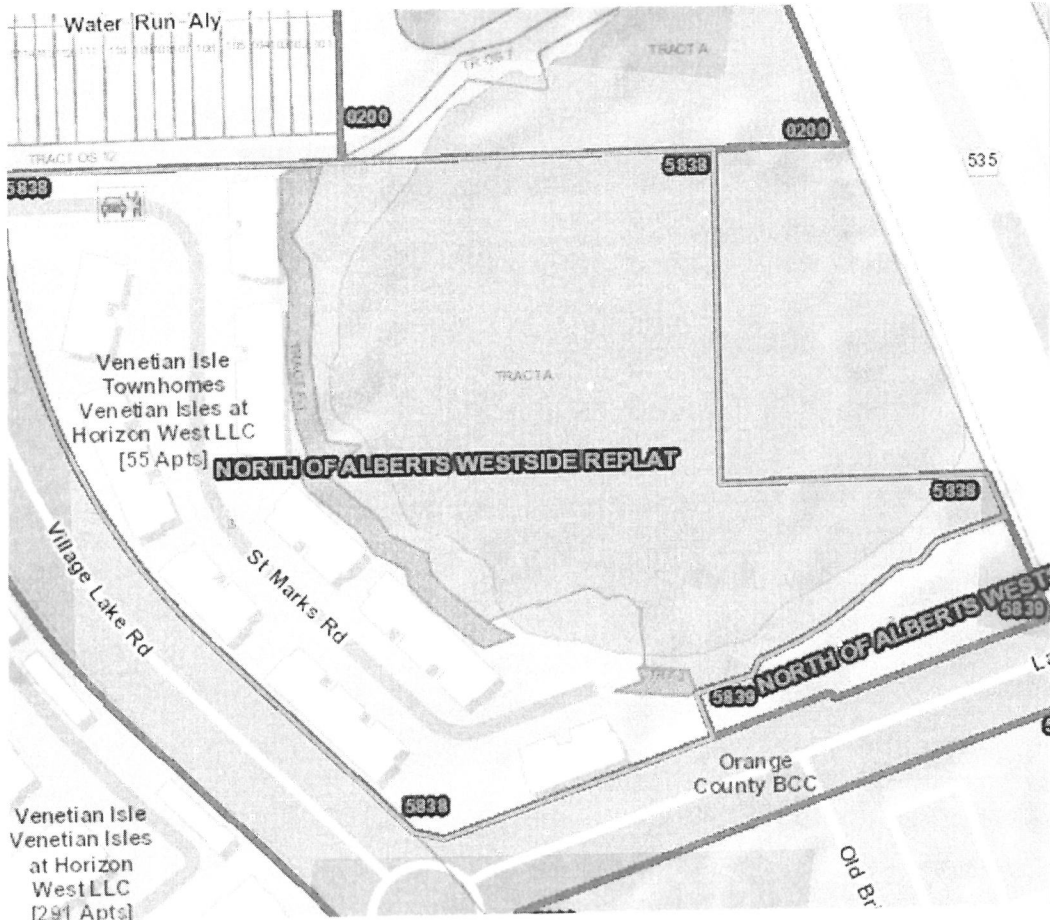 Water Run Aly
TRACT A
0200
0200
TRACT OS 12
5838
5838
535
Venetian Isle
Townhomes
Venetian Isles at
Horizon West LLC
[55 Apts]
TRACT A
NORTH OF ALBERTS WESTSIDE REPLAT
5838
Village Lake Rd
St Marks Rd
NORTH OF ALBERTS WESTS
5839
5839
Orange
County BCC
5838
Venetian Isle
Venetian Isles
at Horizon
West LLC
[291 Apts]
Old Bri